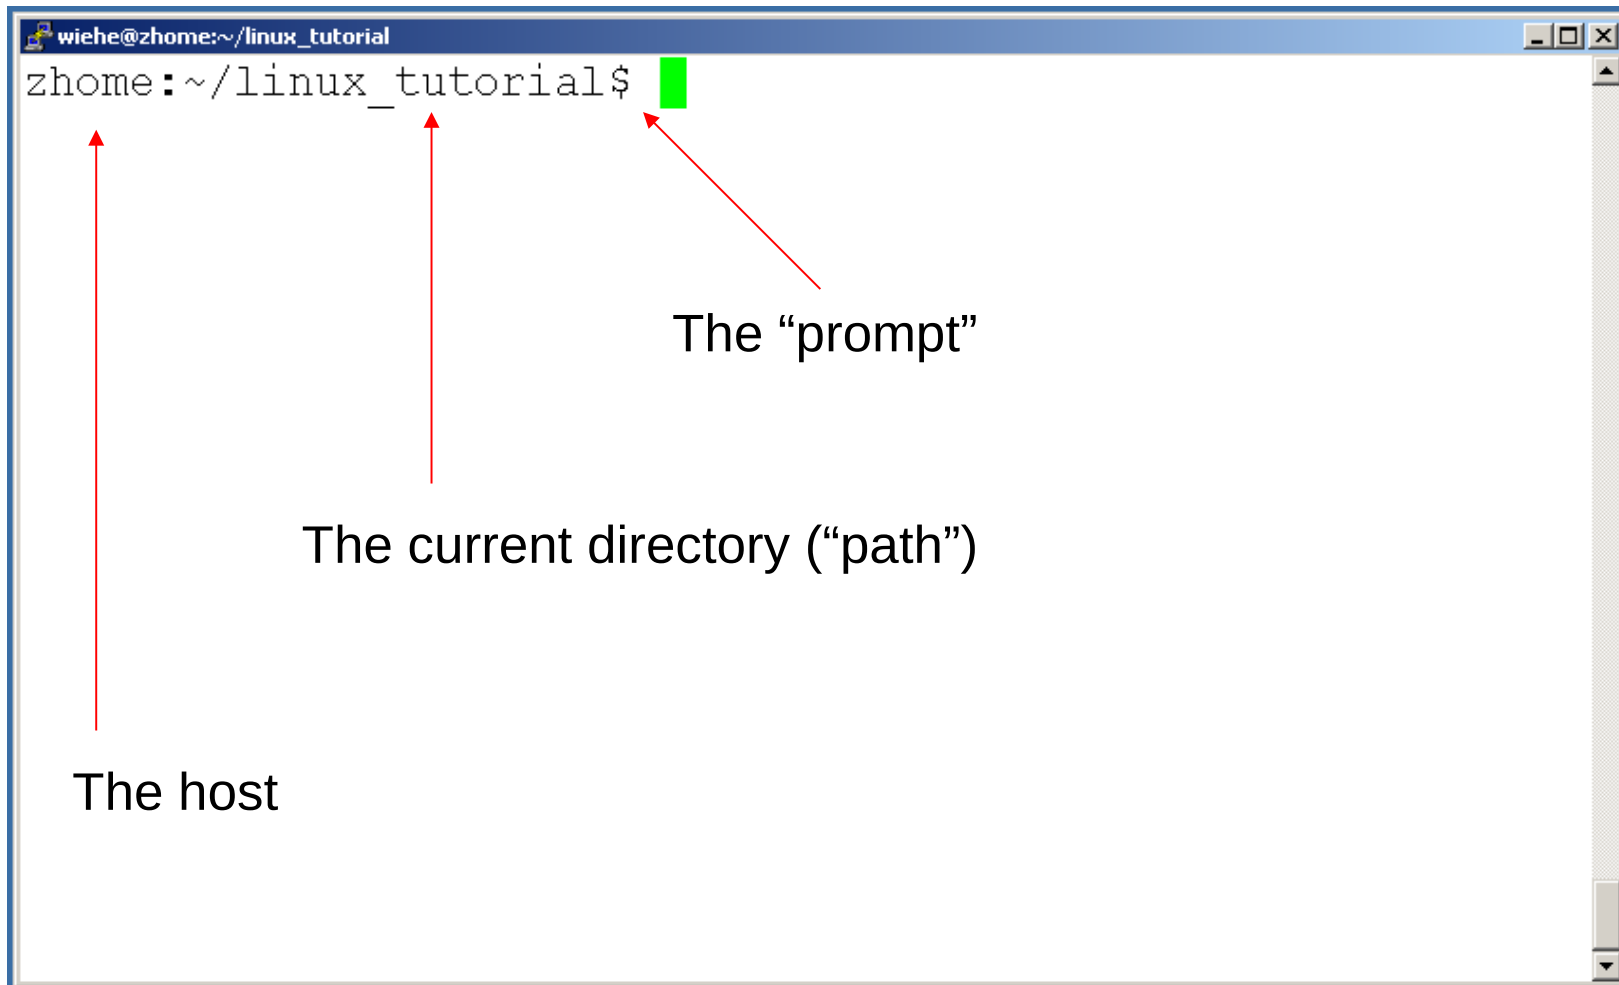 wiehe@zhome:~/linux_tutorial
zhome:~/linux_tutorial$
The “prompt”
The current directory (“path”)
The host